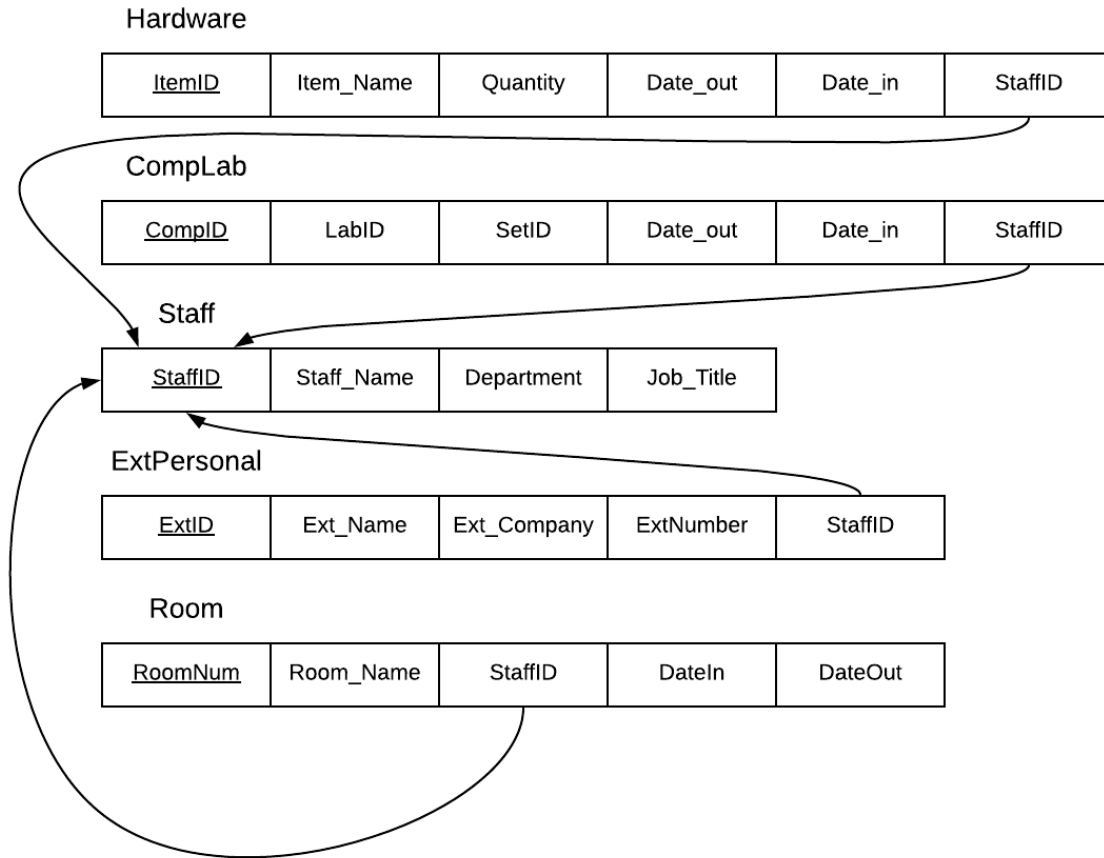 Hardware
ItemID Item_Name Quantity Date_out Date_in StaffID
CompLab
CompID LabID SetID Date_out Date_in StaffID
Staff
StaffID Staff_Name Department Job_Title
ExtPersonal
ExtID Ext_Name Ext_Company ExtNumber StaffID
Room
RoomNum Room_Name StaffID DateIn DateOut